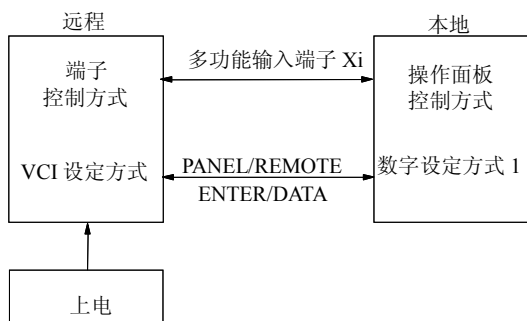 远程
本地
端子
控制方式
VCI 设定方式
多功能输入端子 Xi
PANEL/REMOTE
ENTER/DATA
操作面板
控制方式
数字设定方式 1
上电